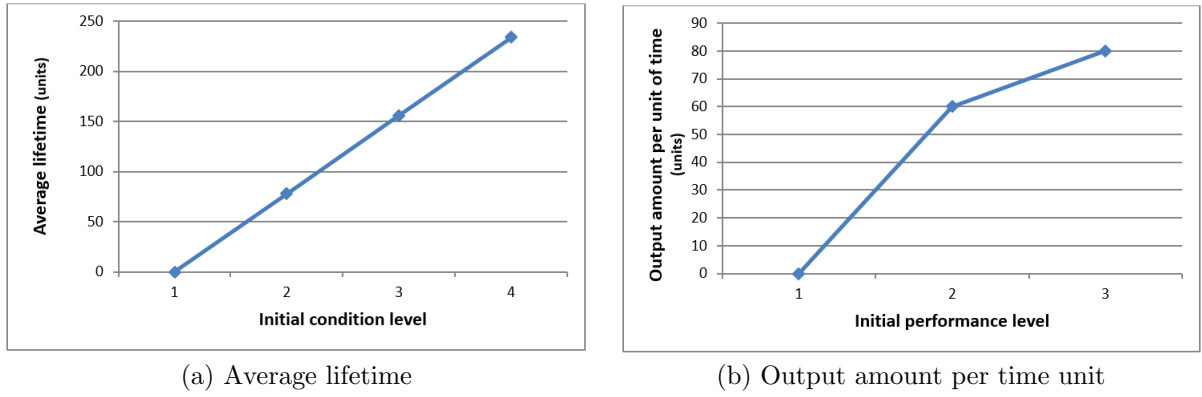 250
200
150
100
50
0
Average lifetime (units)
1 2 3 4
Initial condition level
(a) Average lifetime
90
80
70
60
50
40
30
20
10
0
Output amount per unit of time
(units)
1 2 3
Initial performance level
(b) Output amount per time unit